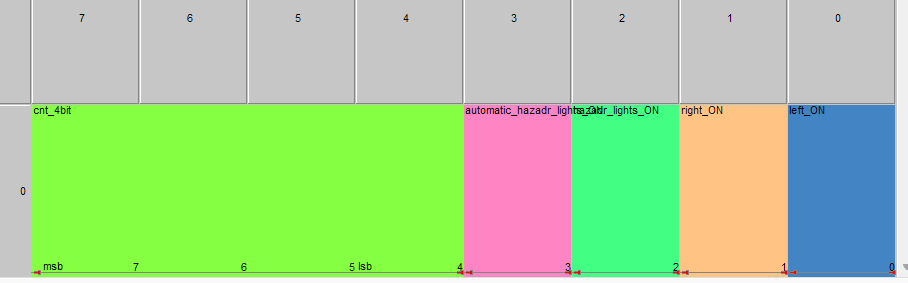 7 6 5 4 3 2 1 0
cnt_4bit automatic_hazadr_lights_ON hazadr_lights_ON right_ON left_ON
0
msb 7 6 5 lsb 4 3 2 1 0